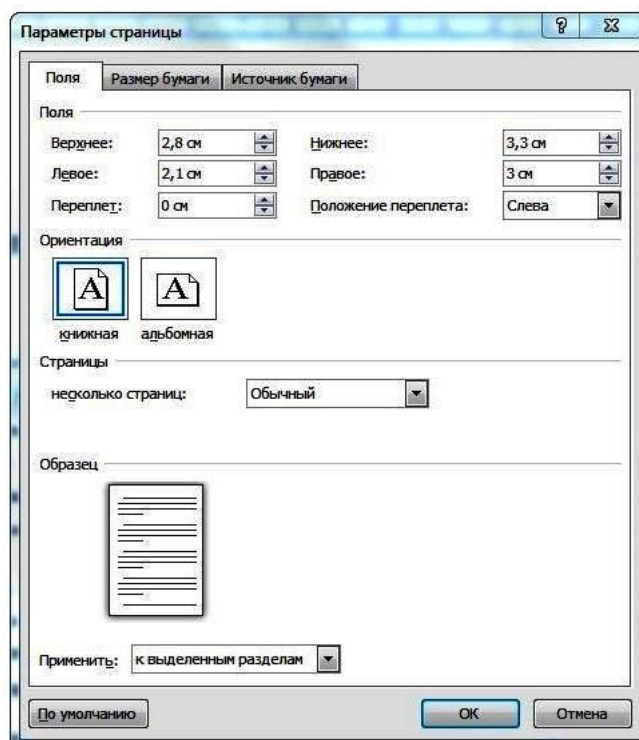 Параметры страницы
Поля Размер бумаги Источник бумаги
Поля
Верхнее: 2,8 см Нижнее: 3,3 см
Левое: 2,1 см Правое: 3 см
Переплет: 0 см Положение переплета: Слева
Ориентация
A A
книжная альбомная
Страницы
несколько страниц: Обычный
Образец
Применить: к выделенным разделам
По умолчанию ОК Отмена